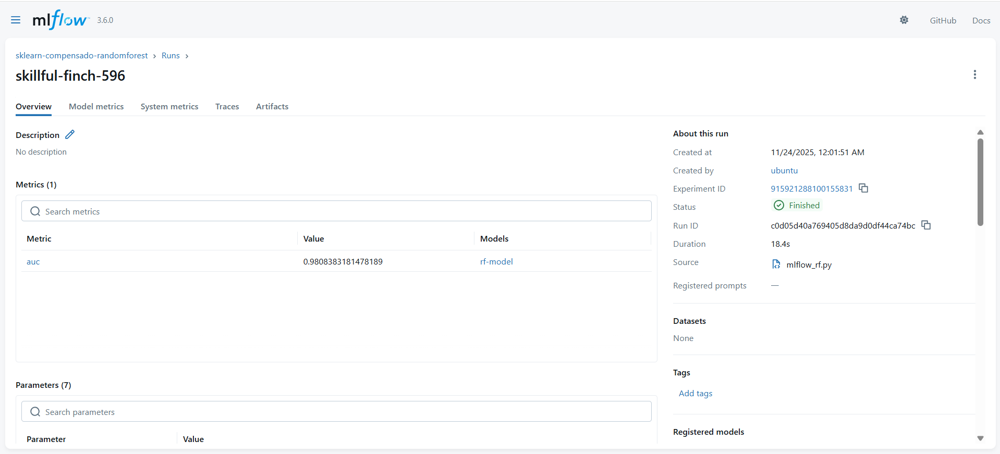 mlflow™ 3.6.0
GitHub Docs
sklearn-compensado-randomforest > Runs >
skillful-finch-596
Overview Model metrics System metrics Traces Artifacts
Description
No description
Metrics (1)
Search metrics
Metric Value Models
auc 0.9808383181478189 rf-model
Parameters (7)
Search parameters
Parameter Value
About this run
Created at 11/24/2025, 12:01:51 AM
Created by ubuntu
Experiment ID 915921288100155831
Status Finished
Run ID c0d05d40a769405d8da9d0df44ca74bc
Duration 18.4s
Source mlflow_rf.py
Registered prompts —
Datasets
None
Tags
Add tags
Registered models